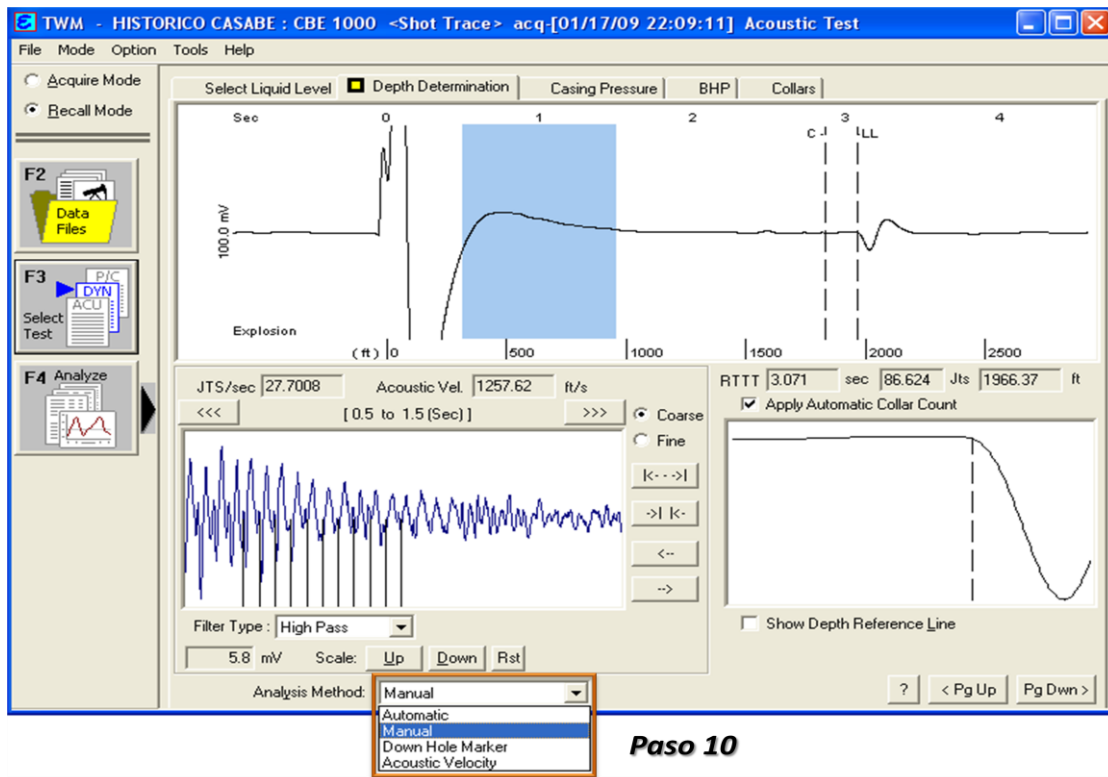 TWM - HISTORICO CASABE : CBE 1000 <Shot Trace> acq-[01/17/09 22:09:11] Acoustic Test
File Mode Option Tools Help
Acquire Mode
Recall Mode
F2
Data
Files
F3
P/C
DYN
ACU
Select
Test
F4 Analyze
Select Liquid Level Depth Determination Casing Pressure BHP Collars
Sec 0 1 2 3 4
C LL
100.0 mV
Explosion
(ft) 0 500 1000 1500 2000 2500
JTS/sec 27.7008 Acoustic Vel. 1257.62 ft/s
<<< [ 0.5 to 1.5 (Sec) ] >>>
Coarse
Fine
|<--->|
->| |<-
<--
-->
Filter Type : High Pass
5.8 mV Scale: Up Down Rst
RTTT 3.071 sec 86.624 Jts 1966.37 ft
Apply Automatic Collar Count
Show Depth Reference Line
Analysis Method: Manual
Automatic
Manual
Down Hole Marker
Acoustic Velocity
? < Pg Up Pg Dwn >
Paso 10